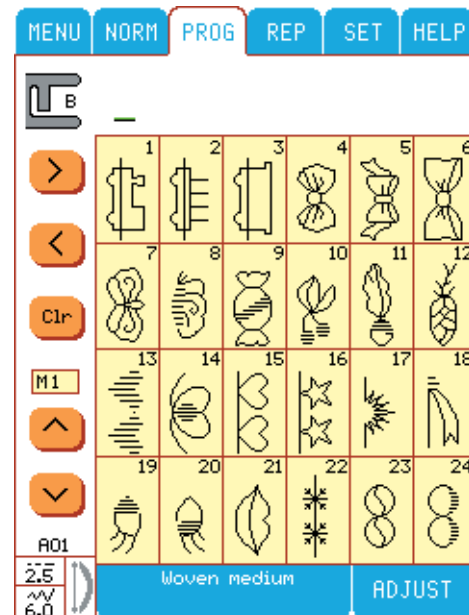 MENU NORM PROG REP SET HELP
B
1 2 3 4 5 6
7 8 9 10 11 12
Clr
M1
13 14 15 16 17 18
19 20 21 22 23 24
A01
2.5
6.0
Woven medium
ADJUST